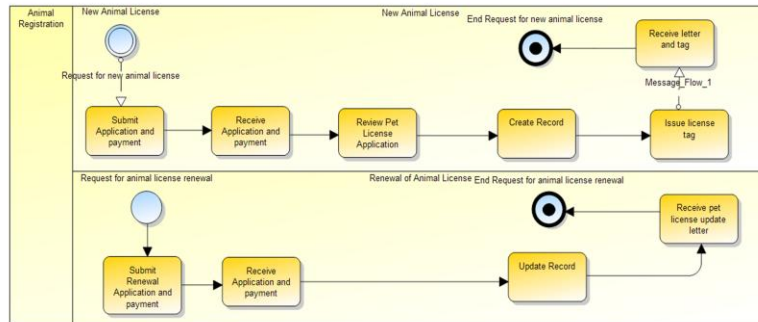 Animal
Registration
New Animal License
New Animal License
End Request for new animal license
Receive letter
and tag
Request for new animal license
Message_Flow_1
Submit
Application and
payment
Receive
Application and
payment
Review Pet
License
Application
Create Record
Issue license
tag
Request for animal license renewal
Renewal of Animal License
End Request for animal license renewal
Receive pet
license update
letter
Submit
Renewal
Application and
payment
Receive
Application and
payment
Update Record